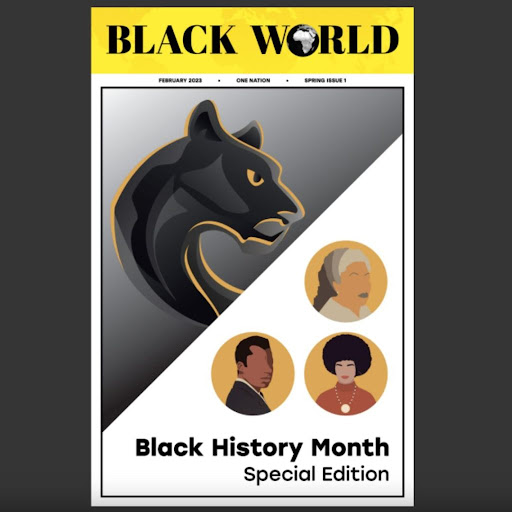 BLACK WORLD
FEBRUARY 2023 • ONE NATION • SPRING ISSUE 1
Black History Month
Special Edition